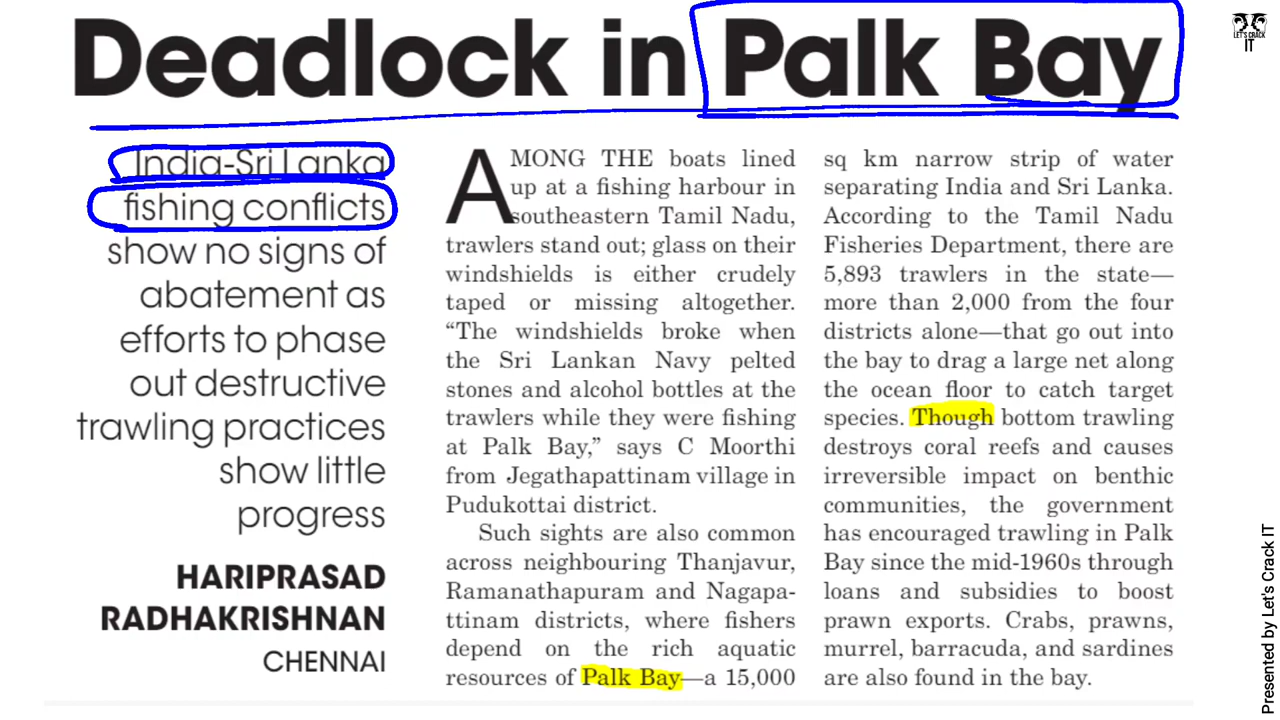 Deadlock in Palk Bay
LET'S CRACK
IT
India-Sri Lanka
fishing conflicts
show no signs of
abatement as
efforts to phase
out destructive
trawling practices
show little
progress
HARIPRASAD
RADHAKRISHNAN
CHENNAI
AMONG THE boats lined
up at a fishing harbour in
southeastern Tamil Nadu,
trawlers stand out; glass on their
windshields is either crudely
taped or missing altogether.
“The windshields broke when
the Sri Lankan Navy pelted
stones and alcohol bottles at the
trawlers while they were fishing
at Palk Bay,” says C Moorthi
from Jegathapattinam village in
Pudukottai district.
Such sights are also common
across neighbouring Thanjavur,
Ramanathapuram and Nagapa-
ttinam districts, where fishers
depend on the rich aquatic
resources of Palk Bay—a 15,000
sq km narrow strip of water
separating India and Sri Lanka.
According to the Tamil Nadu
Fisheries Department, there are
5,893 trawlers in the state—
more than 2,000 from the four
districts alone—that go out into
the bay to drag a large net along
the ocean floor to catch target
species. Though bottom trawling
destroys coral reefs and causes
irreversible impact on benthic
communities, the government
has encouraged trawling in Palk
Bay since the mid-1960s through
loans and subsidies to boost
prawn exports. Crabs, prawns,
murrel, barracuda, and sardines
are also found in the bay.
Presented by Let's Crack IT